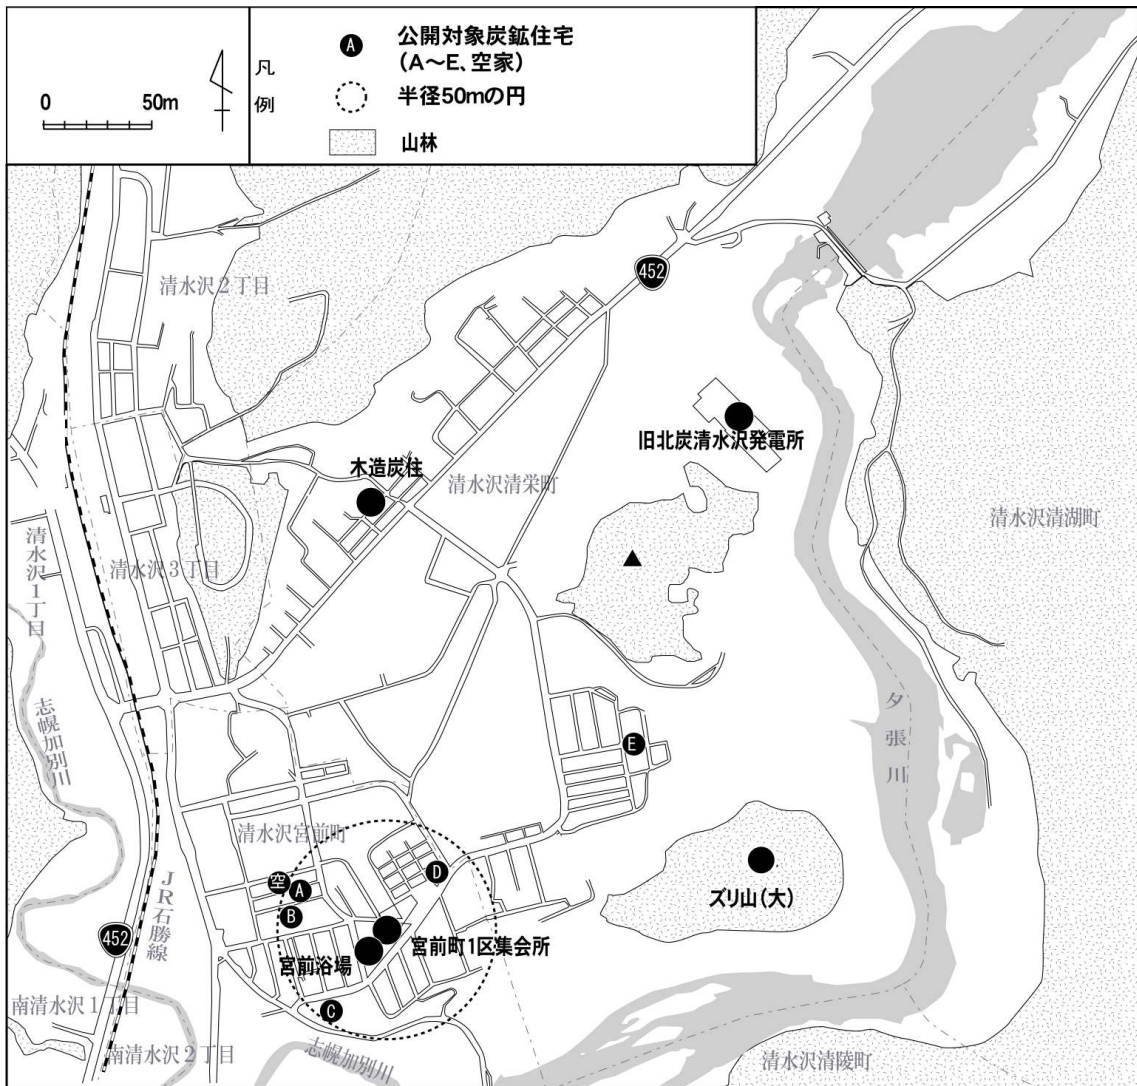 0 50m
凡
例
A 公開対象炭鉱住宅
(A～E、空家)
半径50mの円
山林
452
清水沢2丁目
旧北炭清水沢発電所
木造炭住
清水沢清栄町
清水沢清湖町
清水沢1丁目
清水沢3丁目
志幌加別川
夕張川
E
清水沢宮前町
空
A
B
D
JR石勝線
452
ズリ山(大)
宮前町1区集会所
宮前浴場
C
南清水沢1丁目
南清水沢2丁目
志幌加別川
清水沢清陵町